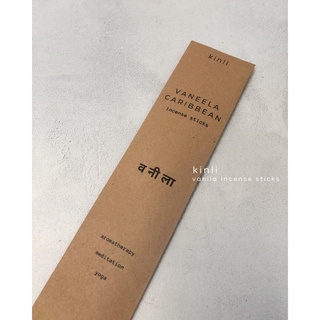 kinli
VANEELA
CARIBBEAN
incense sticks
वनीला
kinli
vanila incense sticks
aromatherapy
meditation
yoga